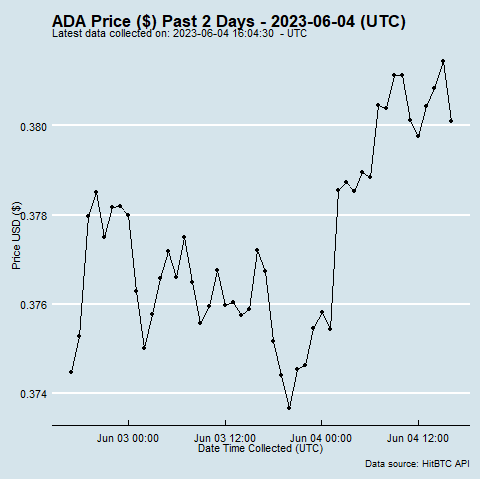 ADA Price ($) Past 2 Days - 2023-06-04 (UTC)
Latest data collected on: 2023-06-04 16:04:30 - UTC
0.380
0.378
0.376
0.374
Price USD ($)
Jun 03 00:00 Jun 03 12:00 Jun 04 00:00 Jun 04 12:00
Date Time Collected (UTC)
Data source: HitBTC API